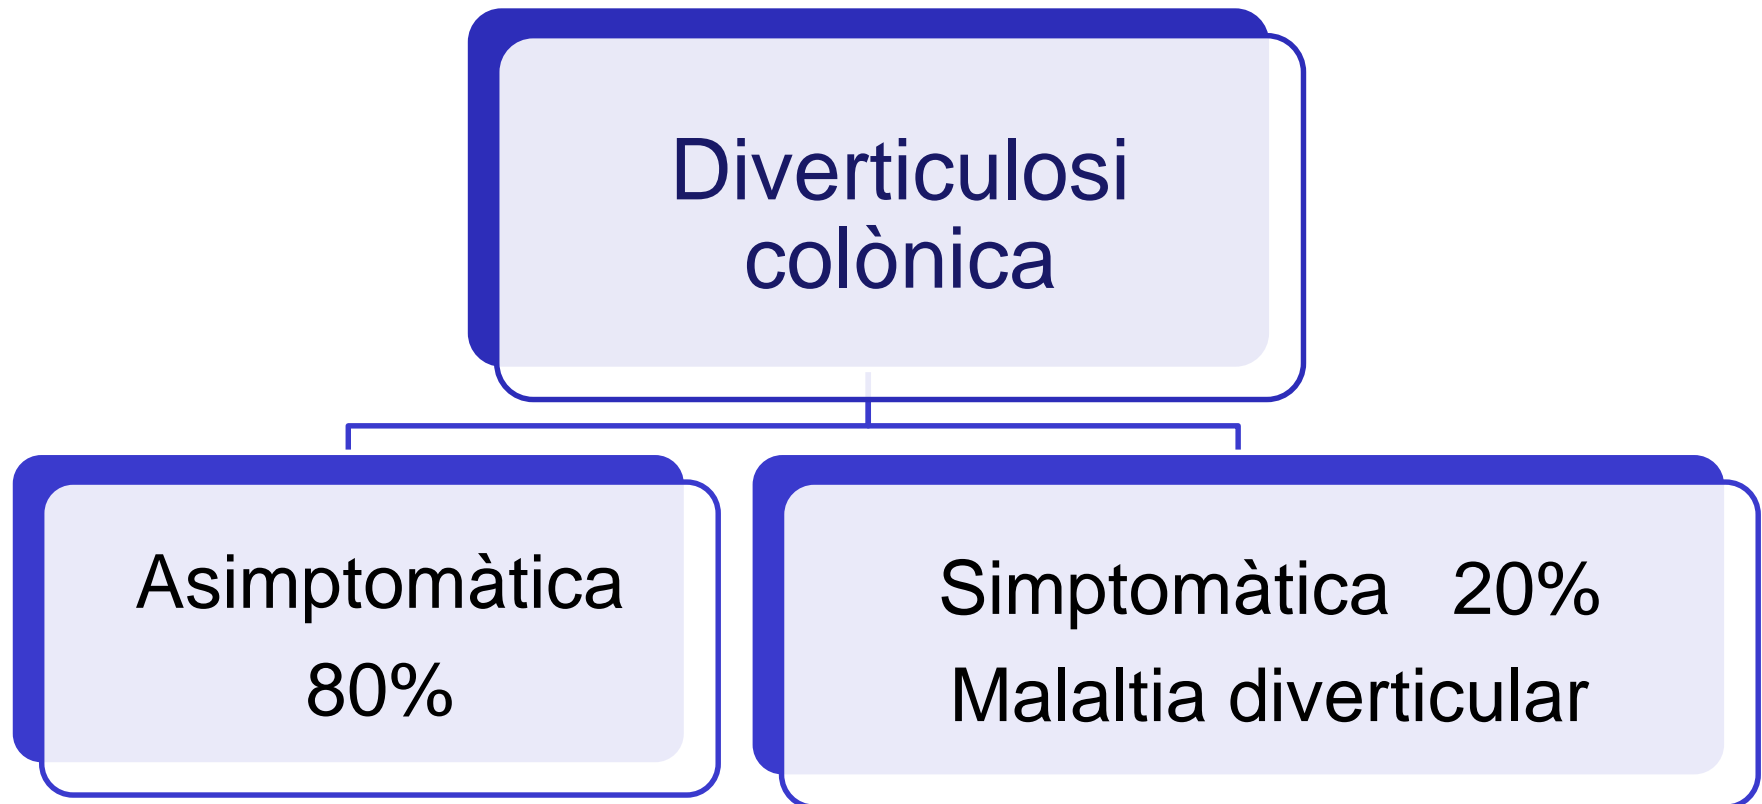 Diverticulosi
colònica
Asimptomàtica
80%
Simptomàtica 20%
Malaltia diverticular